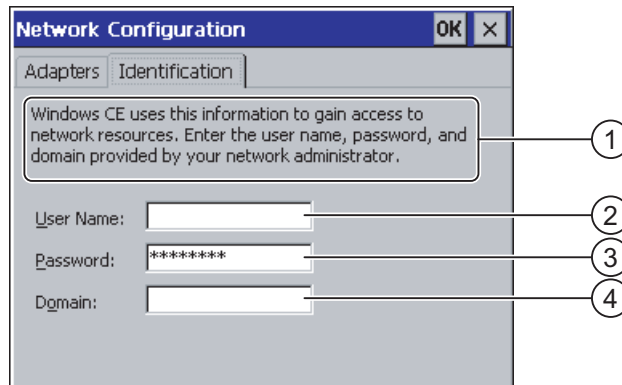 Network Configuration OK ×
Adapters Identification
Windows CE uses this information to gain access to
network resources. Enter the user name, password, and
domain provided by your network administrator.
1
User Name:
2
Password: ********
3
Domain:
4